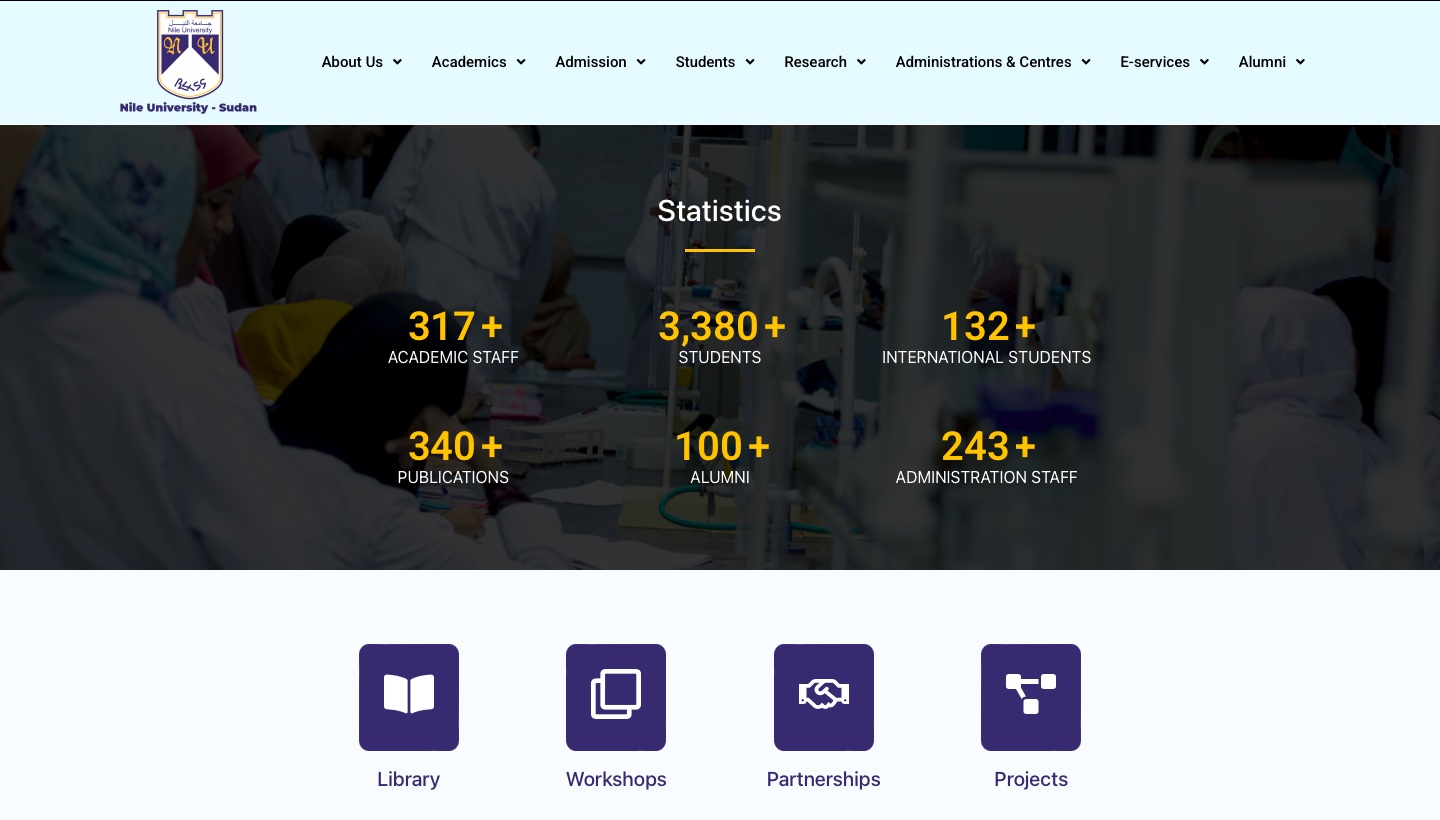 جامعة النيل
Nile University
N U
Nile University - Sudan
About Us
Academics
Admission
Students
Research
Administrations & Centres
E-services
Alumni
Statistics
317+
ACADEMIC STAFF
3,380+
STUDENTS
132+
INTERNATIONAL STUDENTS
340+
PUBLICATIONS
100+
ALUMNI
243+
ADMINISTRATION STAFF
Library
Workshops
Partnerships
Projects